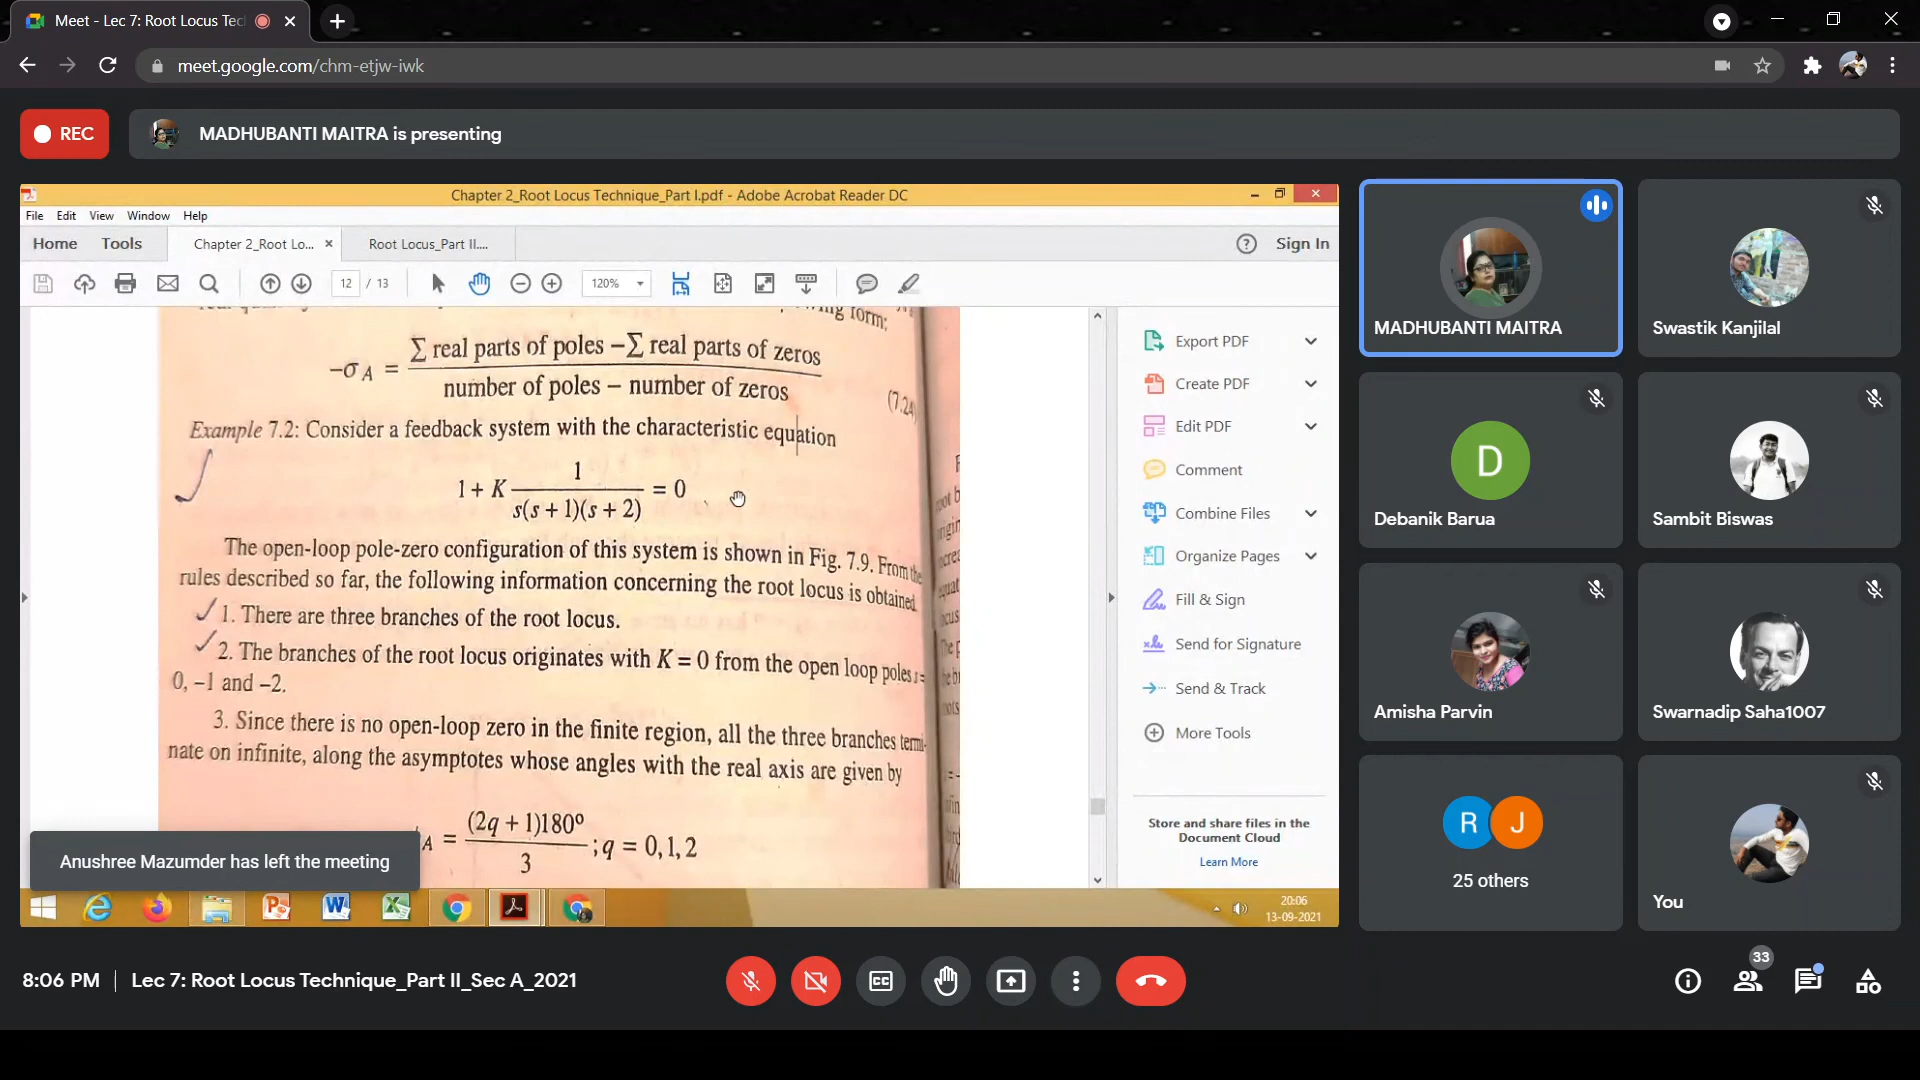 Meet - Lec 7: Root Locus Tec
meet.google.com/chm-etjw-iwk
REC
MADHUBANTI MAITRA is presenting
Chapter 2_Root Locus Technique_Part I.pdf - Adobe Acrobat Reader DC
File Edit View Window Help
Home Tools Chapter 2_Root Lo... × Root Locus_Part II.... ? Sign In
12 / 13 120%
form:
-σA = ∑ real parts of poles – ∑ real parts of zeros / number of poles – number of zeros
(7.24
Example 7.2: Consider a feedback system with the characteristic equation
1 + K 1 / s(s + 1)(s + 2) = 0
The open-loop pole-zero configuration of this system is shown in Fig. 7.9. From the
rules described so far, the following information concerning the root locus is obtained.
1. There are three branches of the root locus.
2. The branches of the root locus originates with K = 0 from the open loop poles s =
0, –1 and –2.
3. Since there is no open-loop zero in the finite region, all the three branches termi-
nate on infinite, along the asymptotes whose angles with the real axis are given by
A = (2q + 1)180º / 3 ; q = 0, 1, 2
Export PDF
Create PDF
Edit PDF
Comment
Combine Files
Organize Pages
Fill & Sign
Send for Signature
Send & Track
More Tools
Store and share files in the
Document Cloud
Learn More
Anushree Mazumder has left the meeting
20:06
13-09-2021
MADHUBANTI MAITRA
Swastik Kanjilal
D
Debanik Barua
Sambit Biswas
Amisha Parvin
Swarnadip Saha1007
R J
25 others
You
8:06 PM | Lec 7: Root Locus Technique_Part II_Sec A_2021
33